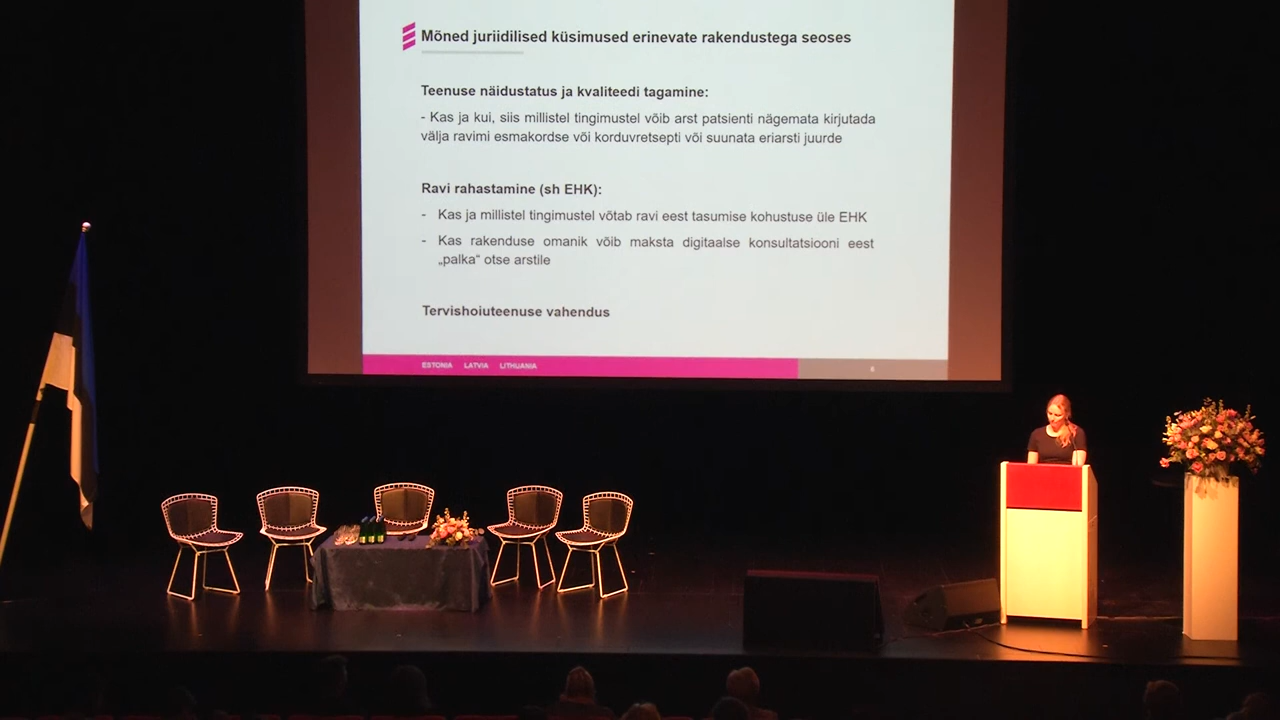 Mõned juriidilised küsimused erinevate rakendustega seoses
Teenuse näidustatus ja kvaliteedi tagamine:
- Kas ja kui, siis millistel tingimustel võib arst patsienti nägemata kirjutada
välja ravimi esmakordse või korduvretsepti või suunata eriarsti juurde
Ravi rahastamine (sh EHK):
- Kas ja millistel tingimustel võtab ravi eest tasumise kohustuse üle EHK
- Kas rakenduse omanik võib maksta digitaalse konsultatsiooni eest
„palka“ otse arstile
Tervishoiuteenuse vahendus
ESTONIA LATVIA LITHUANIA